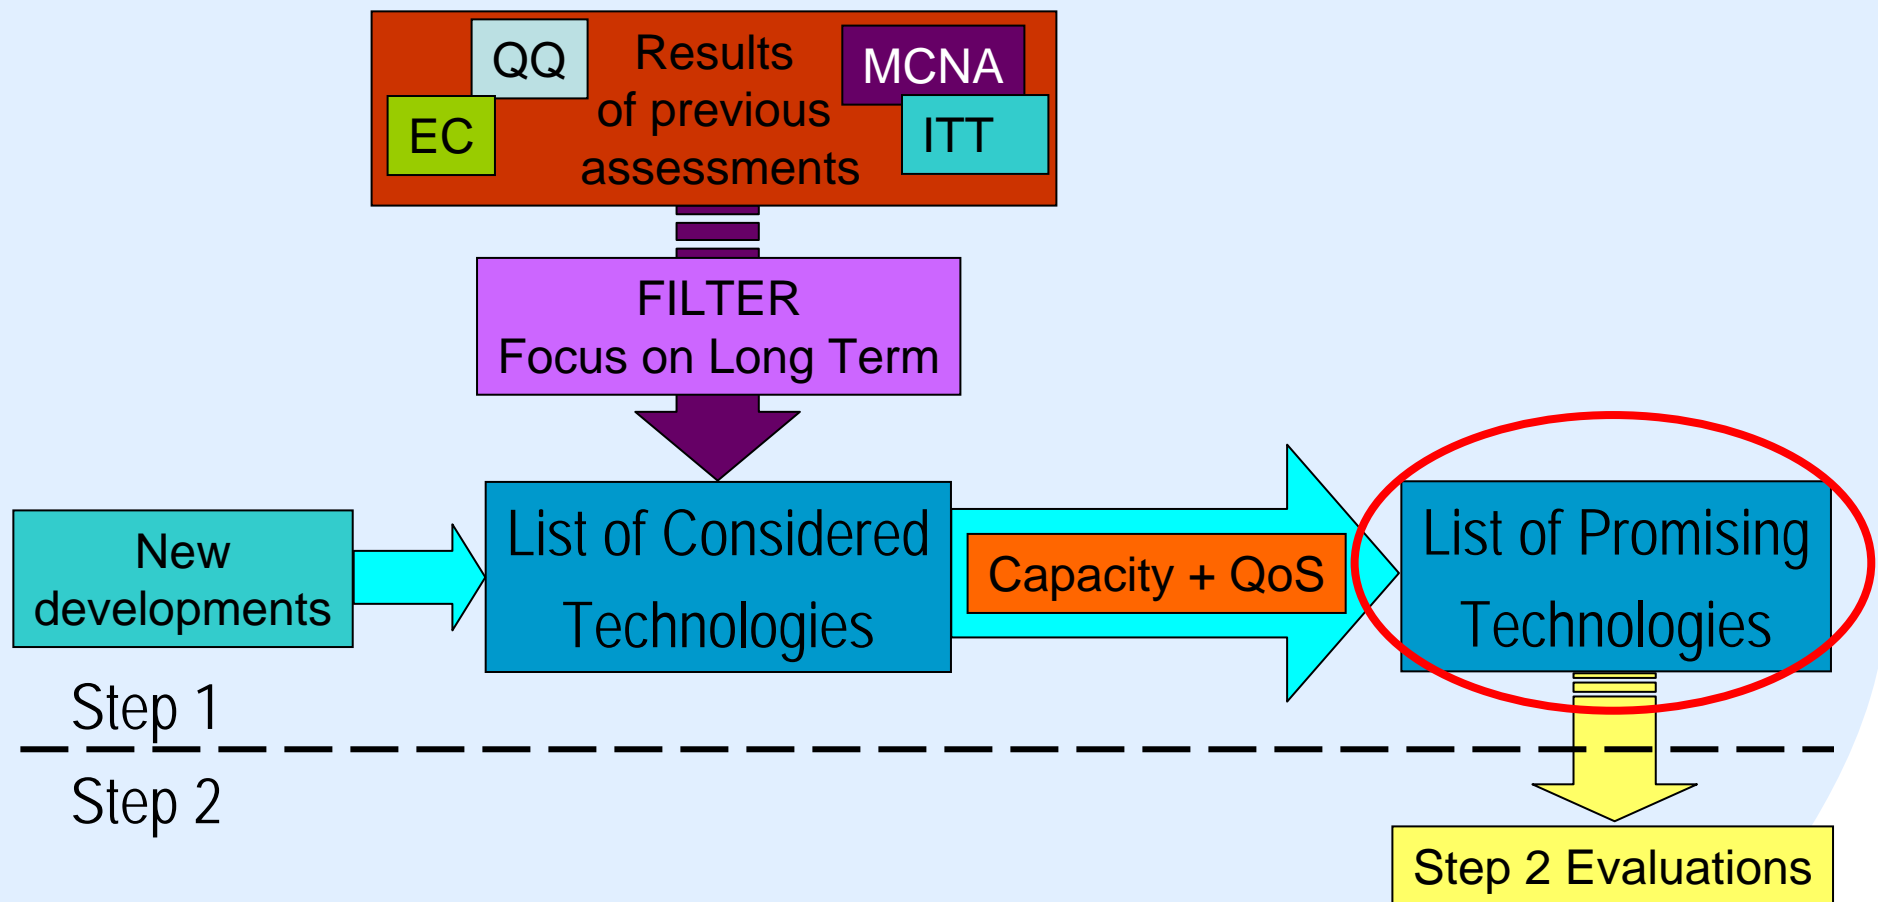 QQ
EC
Results
of previous
assessments
MCNA
ITT
FILTER
Focus on Long Term
New
developments
List of Considered
Technologies
Capacity + QoS
List of Promising
Technologies
Step 1
Step 2
Step 2 Evaluations